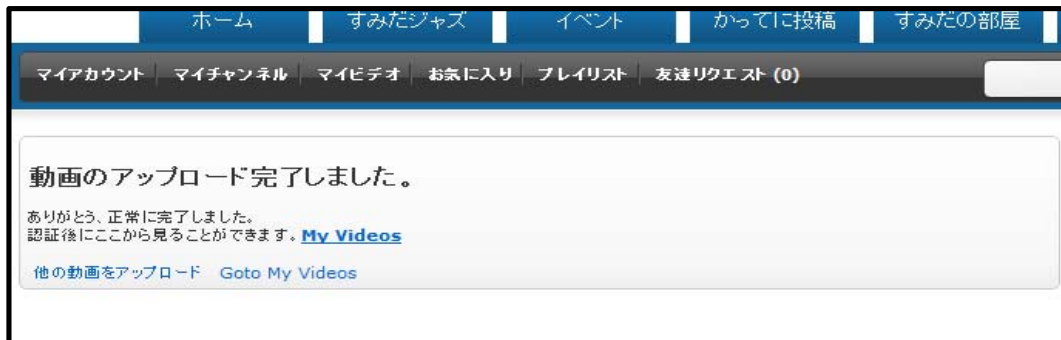 ホーム すみだジャズ イベント かってに投稿 すみだの部屋
マイアカウント マイチャンネル マイビデオ お気に入り プレイリスト 友達リクエスト (0)
動画のアップロード完了しました。
ありがとう、正常に完了しました。
認証後にここから見ることができます。My Videos
他の動画をアップロード Goto My Videos